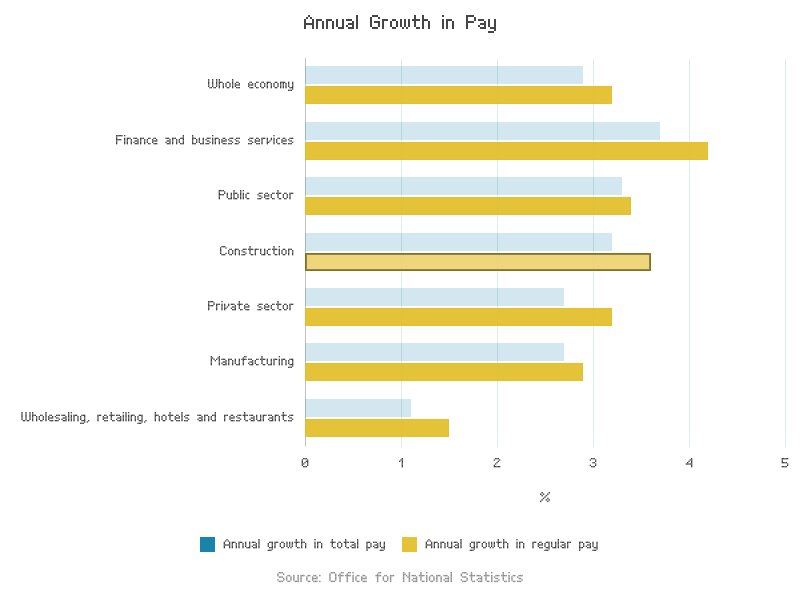 Annual Growth in Pay
Whole economy
Finance and business services
Public sector
Construction
Private sector
Manufacturing
Wholesaling, retailing, hotels and restaurants
0 1 2 3 4 5
%
Annual growth in total pay Annual growth in regular pay
Source: Office for National Statistics